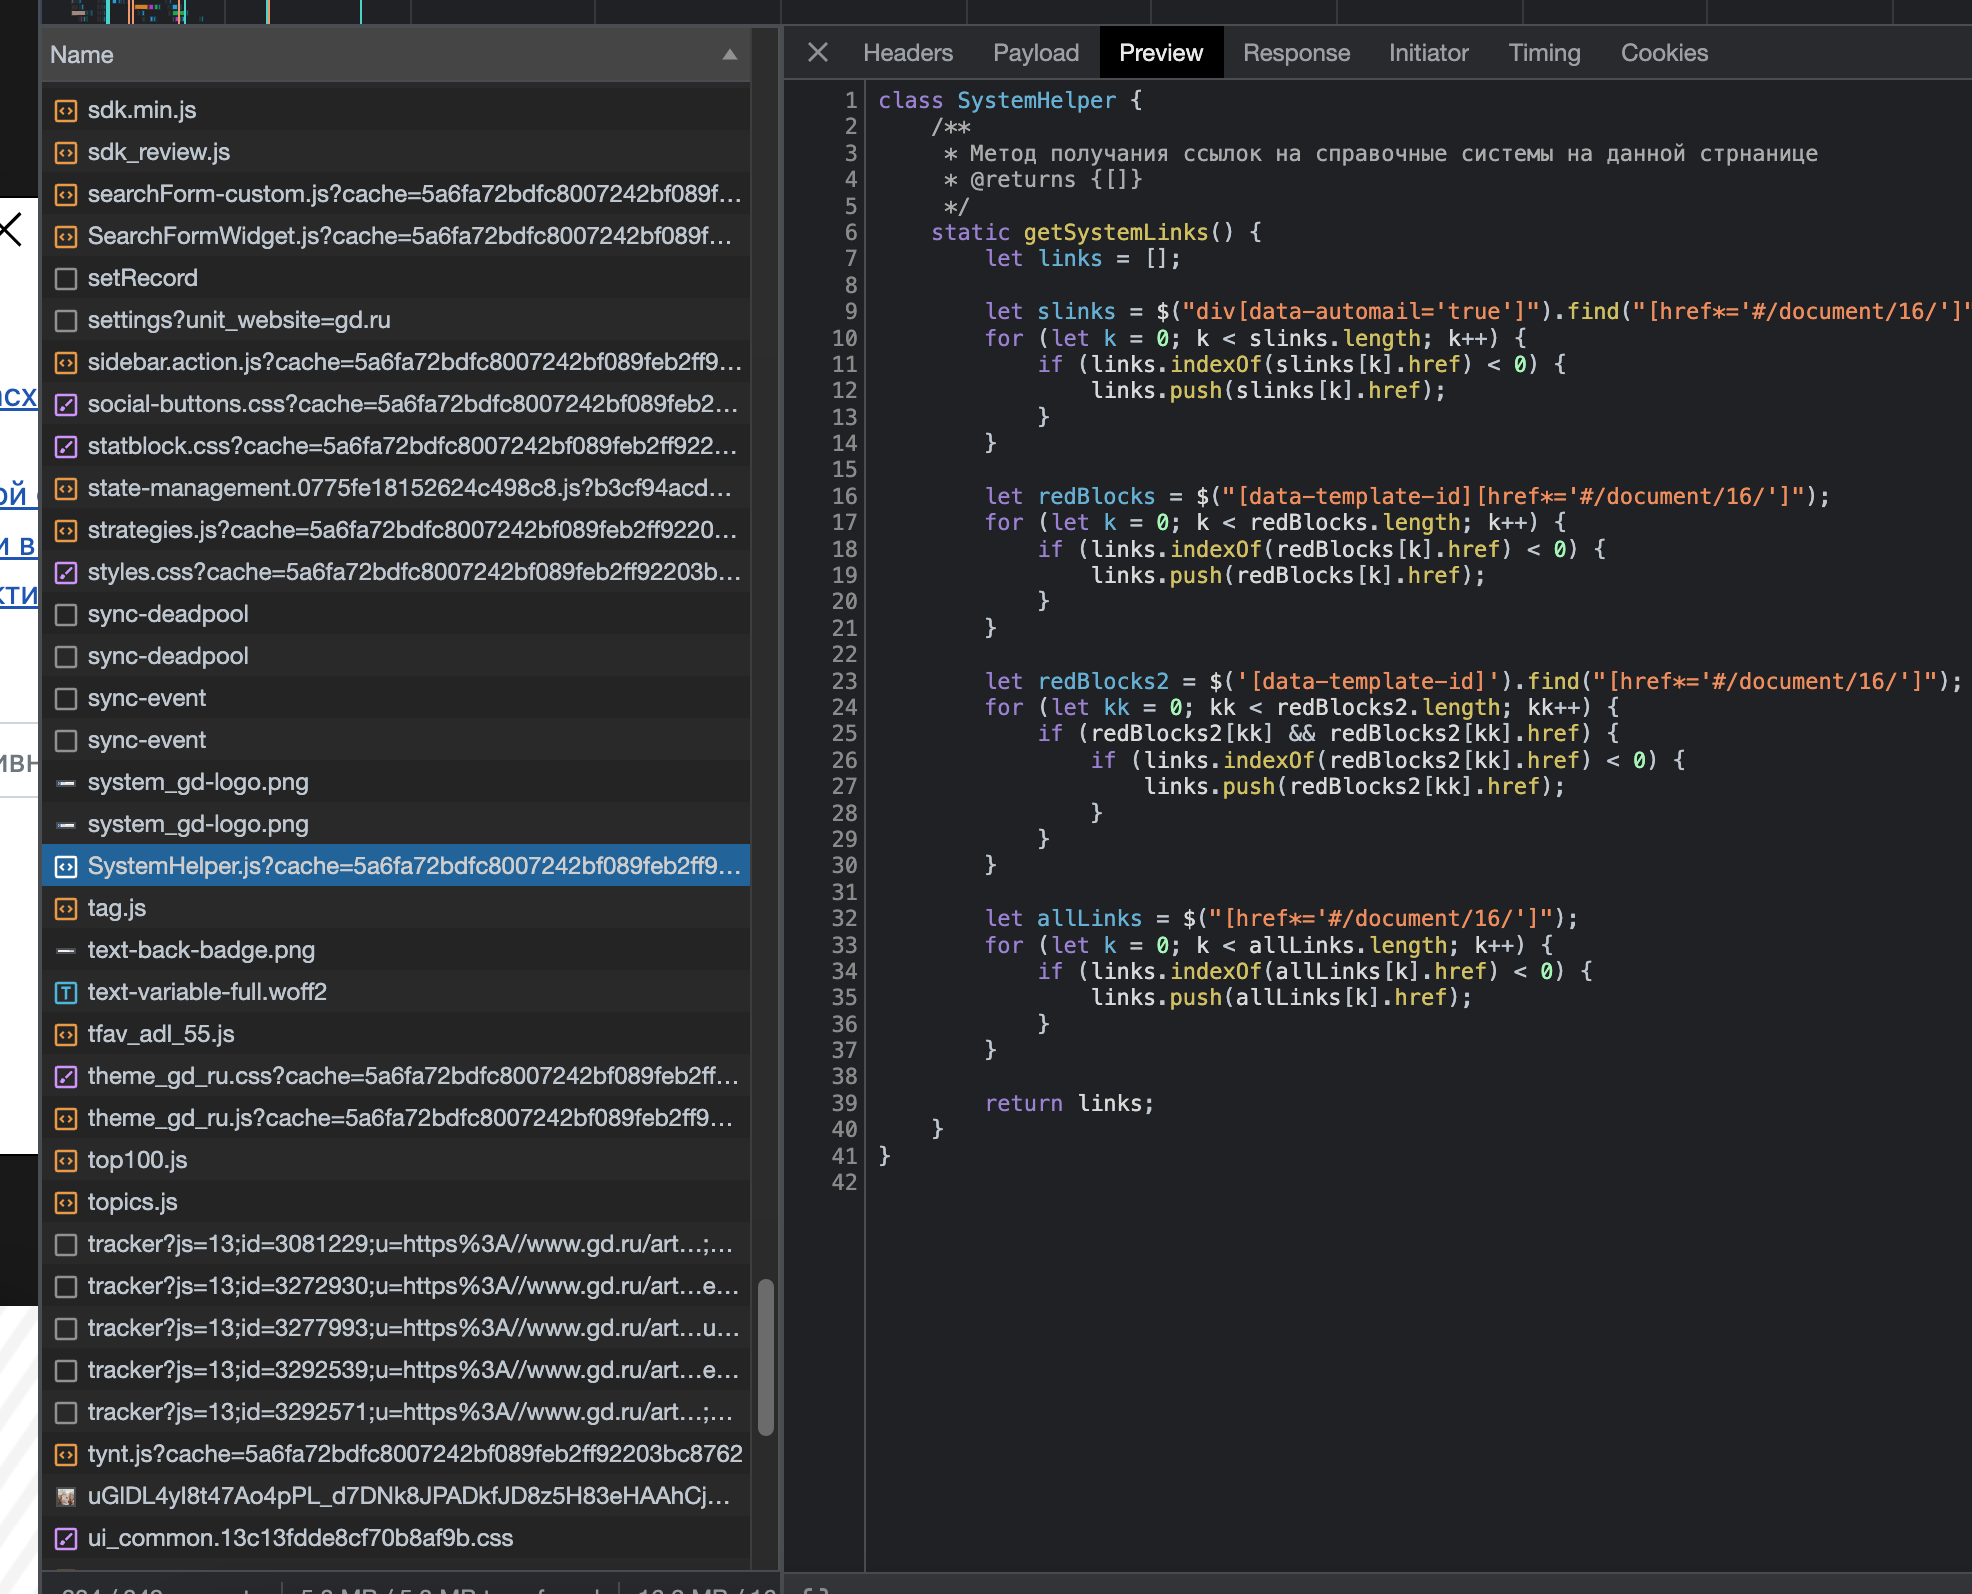 Name
sdk.min.js
sdk_review.js
searchForm-custom.js?cache=5a6fa72bdfc8007242bf089f…
SearchFormWidget.js?cache=5a6fa72bdfc8007242bf089f…
setRecord
settings?unit_website=gd.ru
sidebar.action.js?cache=5a6fa72bdfc8007242bf089feb2ff9…
social-buttons.css?cache=5a6fa72bdfc8007242bf089feb2…
statblock.css?cache=5a6fa72bdfc8007242bf089feb2ff922…
state-management.0775fe18152624c498c8.js?b3cf94acd…
strategies.js?cache=5a6fa72bdfc8007242bf089feb2ff9220…
styles.css?cache=5a6fa72bdfc8007242bf089feb2ff92203b…
sync-deadpool
sync-deadpool
sync-event
sync-event
system_gd-logo.png
system_gd-logo.png
SystemHelper.js?cache=5a6fa72bdfc8007242bf089feb2ff9…
tag.js
text-back-badge.png
text-variable-full.woff2
tfav_adl_55.js
theme_gd_ru.css?cache=5a6fa72bdfc8007242bf089feb2ff…
theme_gd_ru.js?cache=5a6fa72bdfc8007242bf089feb2ff9…
top100.js
topics.js
tracker?js=13;id=3081229;u=https%3A//www.gd.ru/art…;…
tracker?js=13;id=3272930;u=https%3A//www.gd.ru/art…e…
tracker?js=13;id=3277993;u=https%3A//www.gd.ru/art…u…
tracker?js=13;id=3292539;u=https%3A//www.gd.ru/art…e…
tracker?js=13;id=3292571;u=https%3A//www.gd.ru/art…;…
tynt.js?cache=5a6fa72bdfc8007242bf089feb2ff92203bc8762
uGlDL4yI8t47Ao4pPL_d7DNk8JPADkfJD8z5H83eHAAhCj…
ui_common.13c13fdde8cf70b8af9b.css
Headers Payload Preview Response Initiator Timing Cookies
1 class SystemHelper {
2 /**
3 * Метод получания ссылок на справочные системы на данной стрнанице
4 * @returns {[]}
5 */
6 static getSystemLinks() {
7 let links = [];
8
9 let slinks = $("div[data-automail='true']").find("[href*='#/document/16/']"
10 for (let k = 0; k < slinks.length; k++) {
11 if (links.indexOf(slinks[k].href) < 0) {
12 links.push(slinks[k].href);
13 }
14 }
15
16 let redBlocks = $("[data-template-id][href*='#/document/16/']");
17 for (let k = 0; k < redBlocks.length; k++) {
18 if (links.indexOf(redBlocks[k].href) < 0) {
19 links.push(redBlocks[k].href);
20 }
21 }
22
23 let redBlocks2 = $('[data-template-id]').find("[href*='#/document/16/']");
24 for (let kk = 0; kk < redBlocks2.length; kk++) {
25 if (redBlocks2[kk] && redBlocks2[kk].href) {
26 if (links.indexOf(redBlocks2[kk].href) < 0) {
27 links.push(redBlocks2[kk].href);
28 }
29 }
30 }
31
32 let allLinks = $("[href*='#/document/16/']");
33 for (let k = 0; k < allLinks.length; k++) {
34 if (links.indexOf(allLinks[k].href) < 0) {
35 links.push(allLinks[k].href);
36 }
37 }
38
39 return links;
40 }
41 }
42